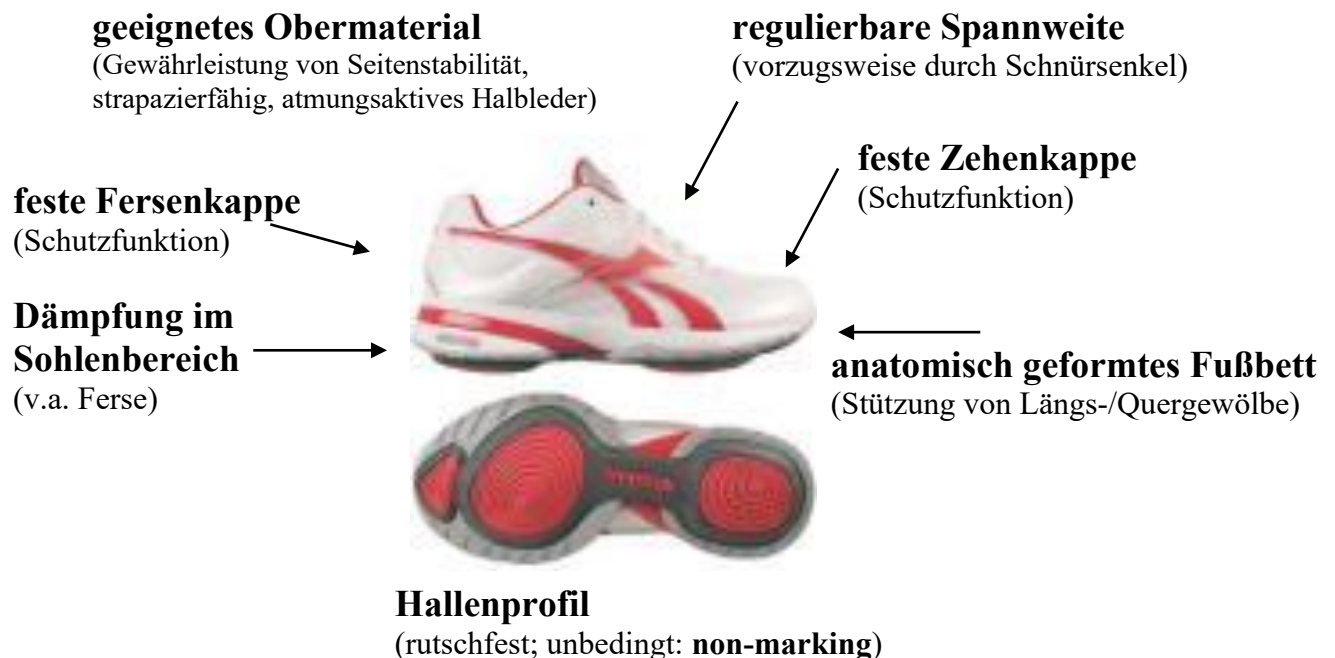 geeignetes Obermaterial
(Gewährleistung von Seitenstabilität,
strapazierfähig, atmungsaktives Halbleder)
regulierbare Spannweite
(vorzugsweise durch Schnürsenkel)
feste Zehenkappe
(Schutzfunktion)
feste Fersenkappe
(Schutzfunktion)
Dämpfung im
Sohlenbereich
(v.a. Ferse)
anatomisch geformtes Fußbett
(Stützung von Längs-/Quergewölbe)
Hallenprofil
(rutschfest; unbedingt: non-marking)